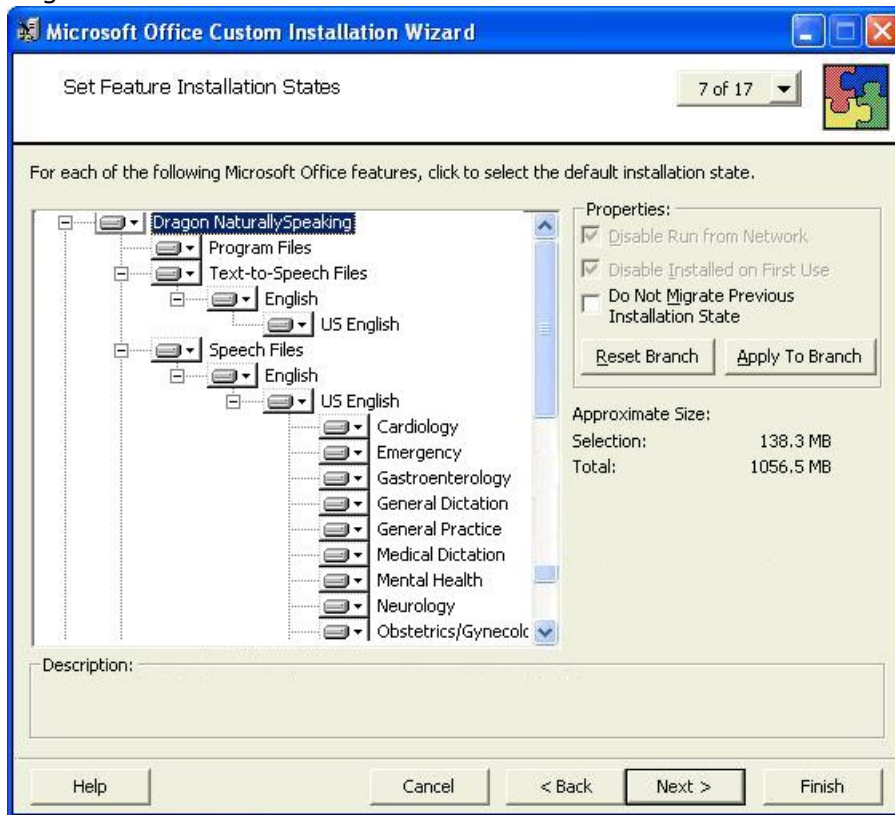 Microsoft Office Custom Installation Wizard
Set Feature Installation States
7 of 17
For each of the following Microsoft Office features, click to select the default installation state.
Dragon NaturallySpeaking
Program Files
Text-to-Speech Files
English
US English
Speech Files
English
US English
Cardiology
Emergency
Gastroenterology
General Dictation
General Practice
Medical Dictation
Mental Health
Neurology
Obstetrics/Gynecolc
Properties:
Disable Run from Network
Disable Installed on First Use
Do Not Migrate Previous
Installation State
Reset Branch
Apply To Branch
Approximate Size:
Selection: 138.3 MB
Total: 1056.5 MB
Description:
Help
Cancel
< Back
Next >
Finish